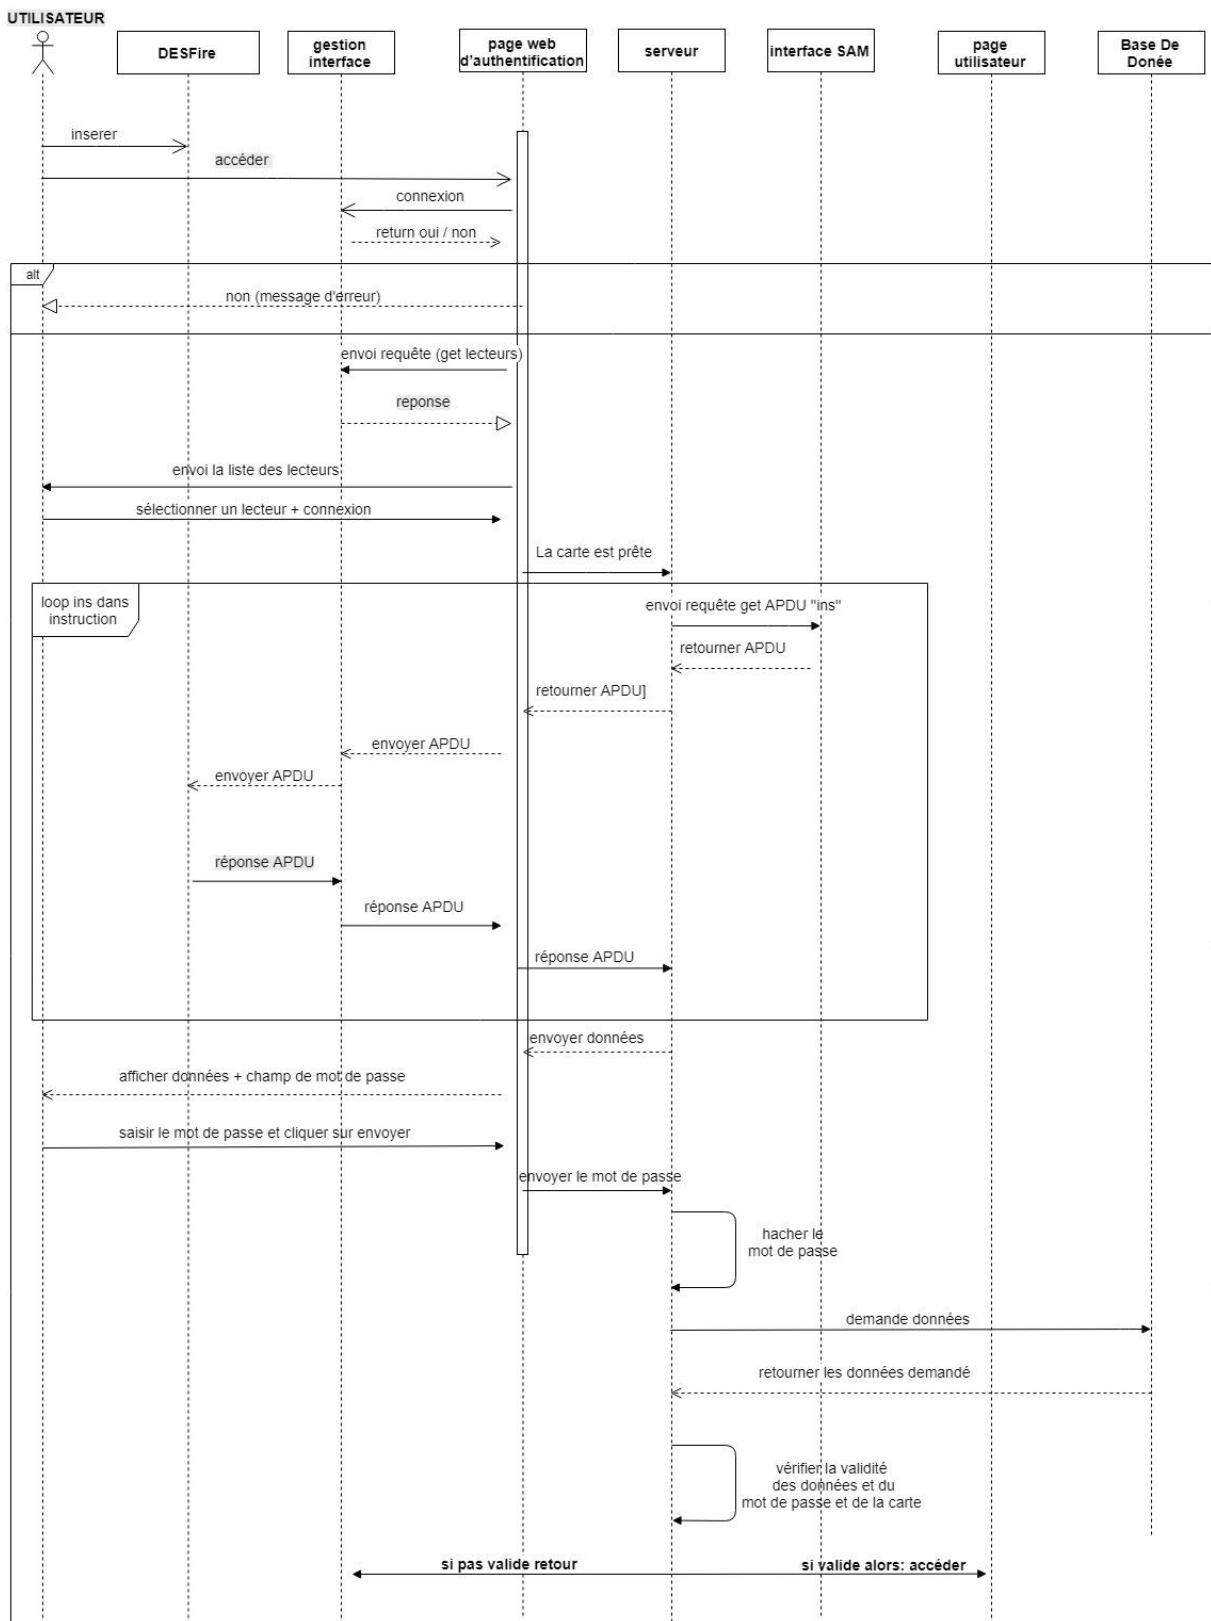 UTILISATEUR
DESFire
gestion
interface
page web
d'authentification
serveur
interface SAM
page
utilisateur
Base De
Donée
inserer
accéder
connexion
return oui / non
alt
non (message d'erreur)
envoi requête (get lecteurs)
reponse
envoi la liste des lecteurs
sélectionner un lecteur + connexion
La carte est prête
loop ins dans
instruction
envoi requête get APDU "ins"
retourner APDU
retourner APDU]
envoyer APDU
envoyer APDU
réponse APDU
réponse APDU
réponse APDU
envoyer données
afficher données + champ de mot de passe
saisir le mot de passe et cliquer sur envoyer
envoyer le mot de passe
hacher le
mot de passe
demande données
retourner les données demandé
vérifier la validité
des données et du
mot de passe et de la carte
si pas valide retour
si valide alors: accéder